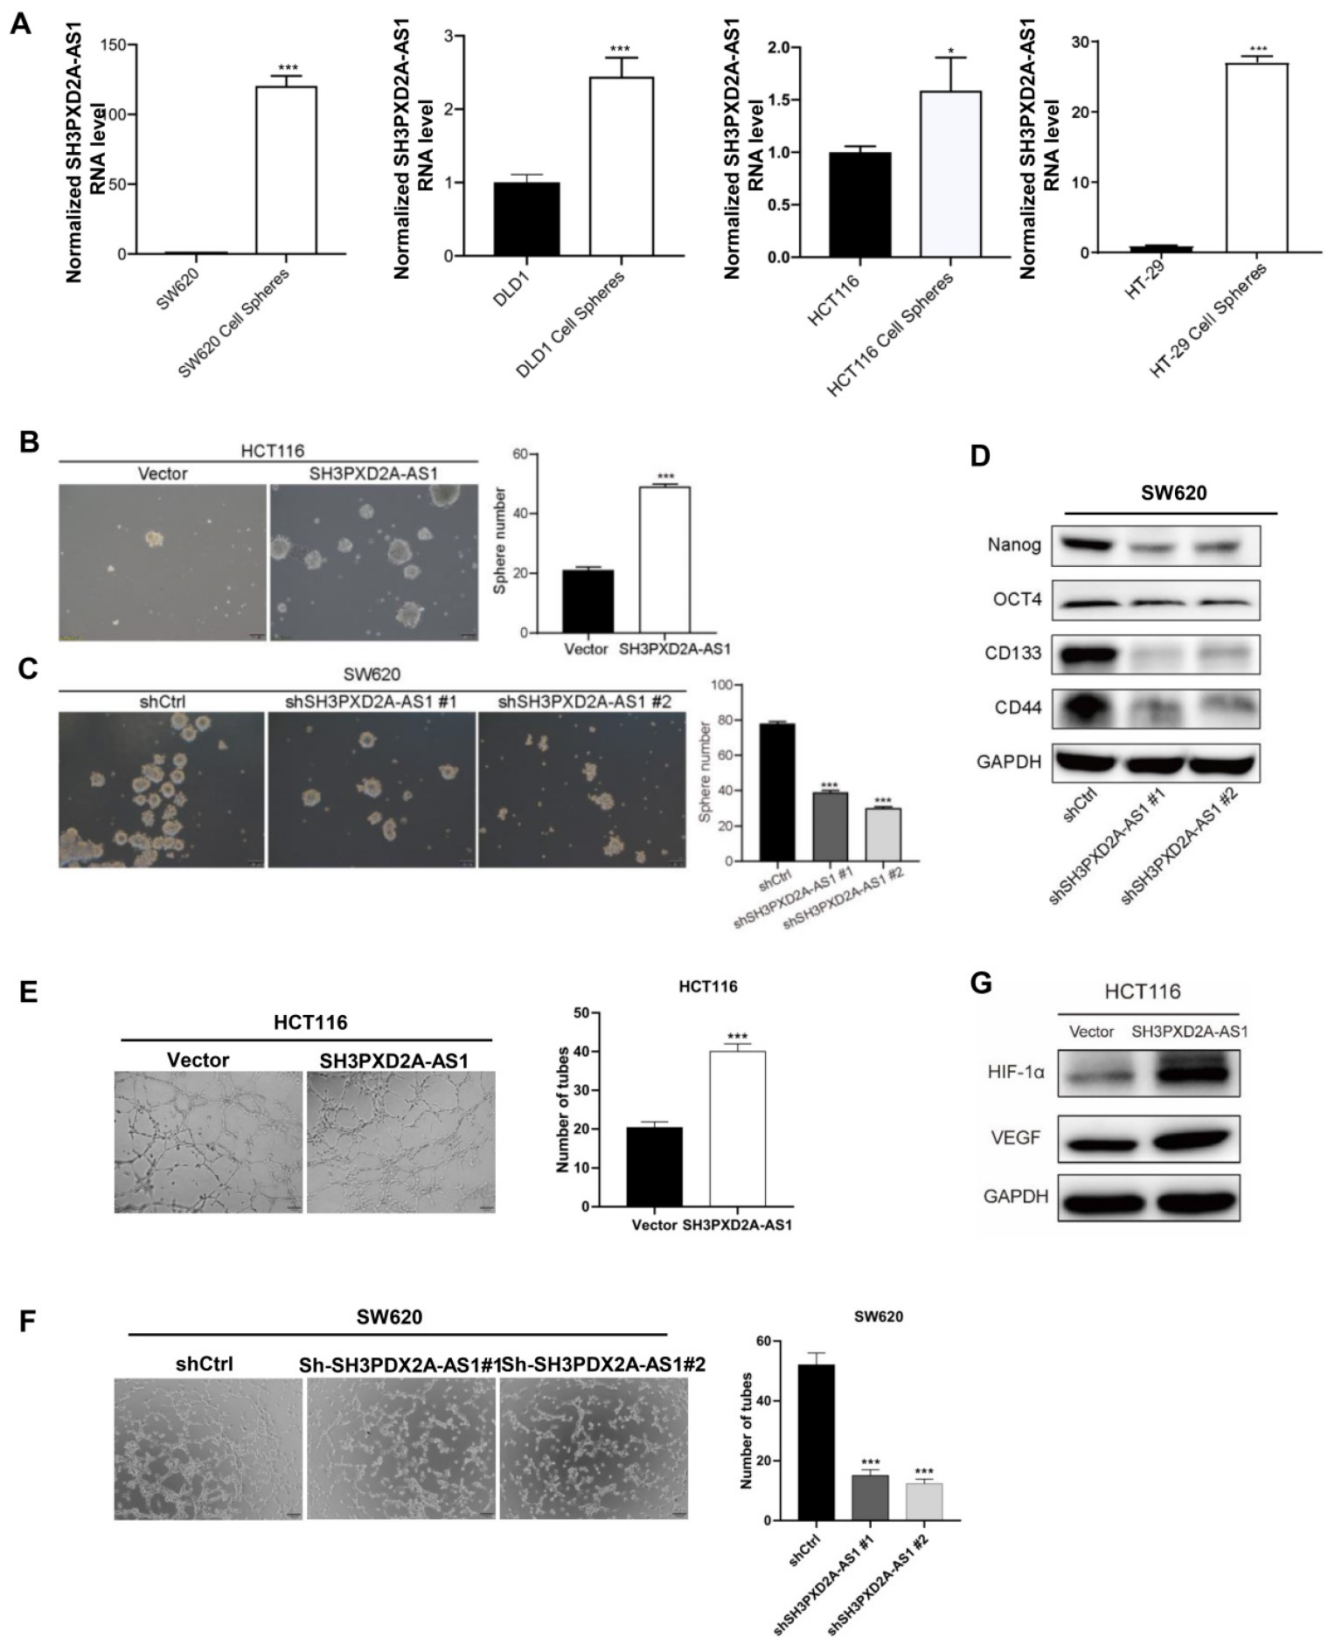 A
Normalized SH3PXD2A-AS1
RNA level
150
100
50
0
***
SW620
SW620 Cell Spheres
Normalized SH3PXD2A-AS1
RNA level
3
2
1
0
***
DLD1
DLD1 Cell Spheres
Normalized SH3PXD2A-AS1
RNA level
2.0
1.5
1.0
0.5
0.0
*
HCT116
HCT116 Cell Spheres
Normalized SH3PXD2A-AS1
RNA level
30
20
10
0
***
HT-29
HT-29 Cell Spheres
B
HCT116
Vector SH3PXD2A-AS1
Sphere number
60
40
20
0
***
Vector SH3PXD2A-AS1
C
SW620
shCtrl shSH3PXD2A-AS1 #1 shSH3PXD2A-AS1 #2
Sphere number
100
80
60
40
20
0
***
***
shCtrl
shSH3PXD2A-AS1 #1
shSH3PXD2A-AS1 #2
D
SW620
Nanog
OCT4
CD133
CD44
GAPDH
shCtrl
shSH3PXD2A-AS1 #1
shSH3PXD2A-AS1 #2
E
HCT116
Vector SH3PXD2A-AS1
HCT116
Number of tubes
50
40
30
20
10
0
***
Vector SH3PXD2A-AS1
G
HCT116
Vector SH3PXD2A-AS1
HIF-1α
VEGF
GAPDH
F
SW620
shCtrl Sh-SH3PDX2A-AS1#1 Sh-SH3PDX2A-AS1#2
SW620
Number of tubes
60
40
20
0
***
***
shCtrl
shSH3PXD2A-AS1 #1
shSH3PXD2A-AS1 #2